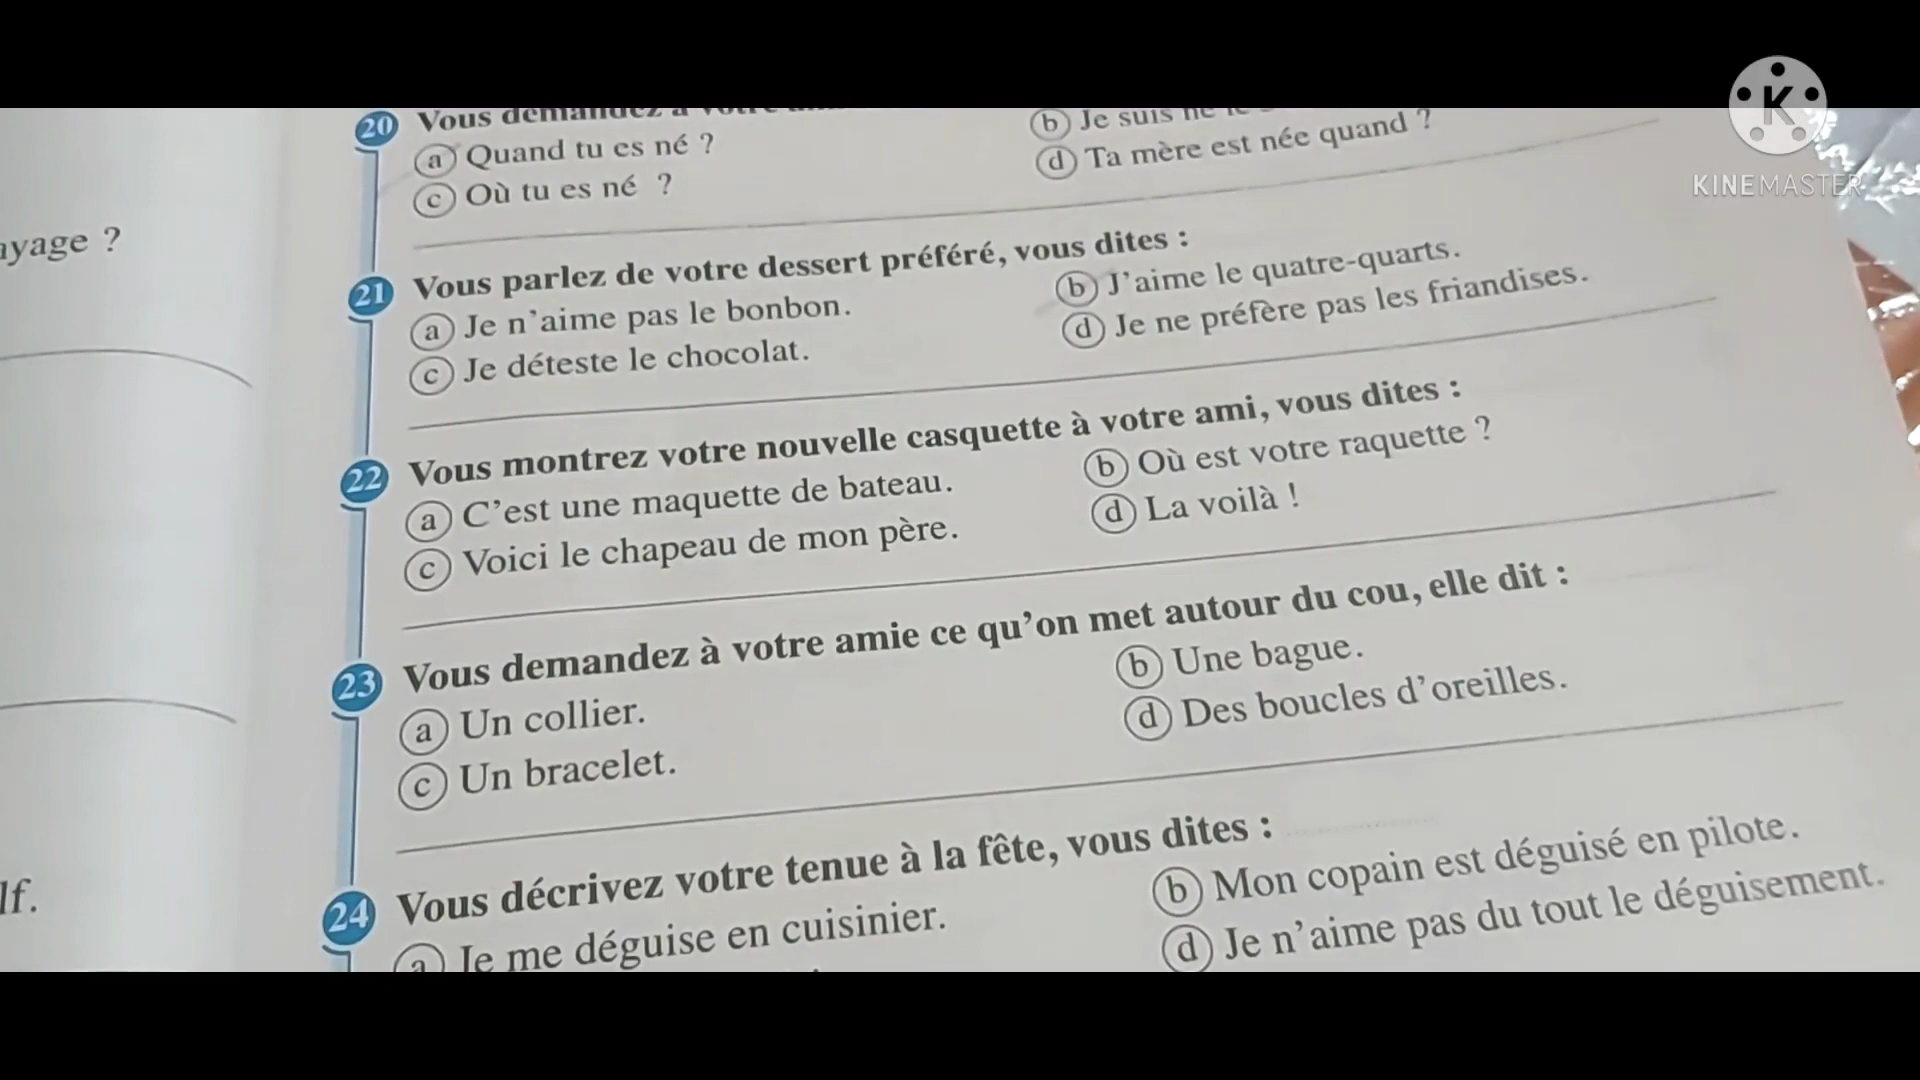 KINEMASTER
20 Vous demandez à
a Quand tu es né ?
b Je suis né
c Où tu es né ?
d Ta mère est née quand ?
ayage ?
21 Vous parlez de votre dessert préféré, vous dites :
a Je n'aime pas le bonbon.
b J'aime le quatre-quarts.
c Je déteste le chocolat.
d Je ne préfère pas les friandises.
22 Vous montrez votre nouvelle casquette à votre ami, vous dites :
a C'est une maquette de bateau.
b Où est votre raquette ?
c Voici le chapeau de mon père.
d La voilà !
23 Vous demandez à votre amie ce qu'on met autour du cou, elle dit :
a Un collier.
b Une bague.
c Un bracelet.
d Des boucles d'oreilles.
lf.
24 Vous décrivez votre tenue à la fête, vous dites :
a Je me déguise en cuisinier.
b Mon copain est déguisé en pilote.
d Je n'aime pas du tout le déguisement.